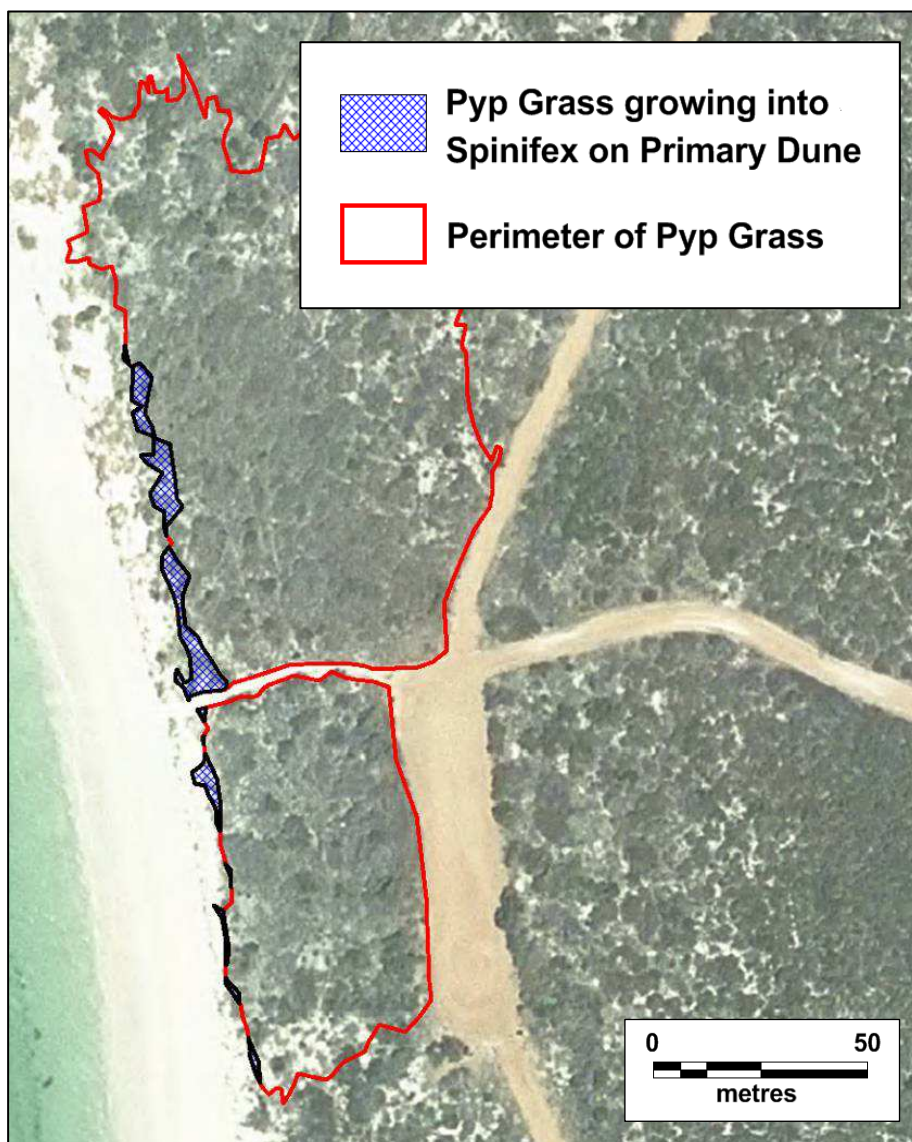 Pyp Grass growing into
Spinifex on Primary Dune
Perimeter of Pyp Grass
0 50
metres